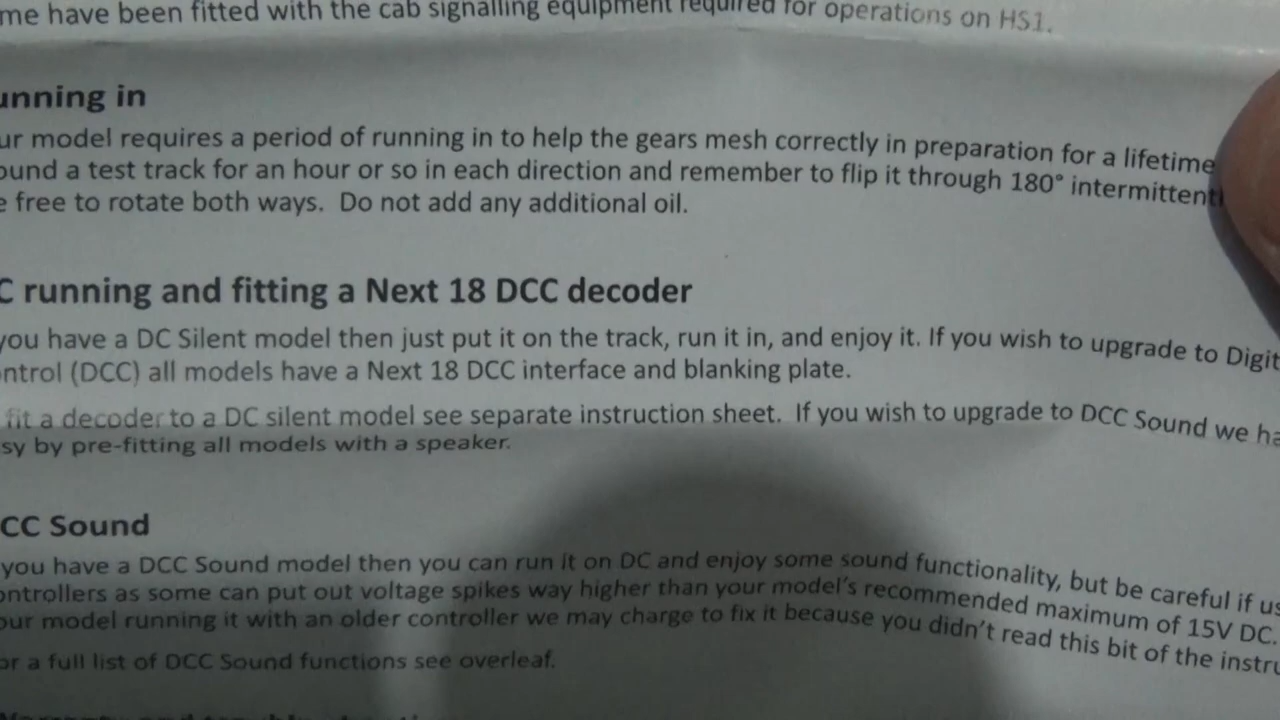 me have been fitted with the cab signalling equipment required for operations on HS1.
unning in
ur model requires a period of running in to help the gears mesh correctly in preparation for a lifetime
ound a test track for an hour or so in each direction and remember to flip it through 180° intermittent
e free to rotate both ways. Do not add any additional oil.
C running and fitting a Next 18 DCC decoder
you have a DC Silent model then just put it on the track, run it in, and enjoy it. If you wish to upgrade to Digit
ntrol (DCC) all models have a Next 18 DCC interface and blanking plate.
fit a decoder to a DC silent model see separate instruction sheet. If you wish to upgrade to DCC Sound we ha
sy by pre-fitting all models with a speaker.
CC Sound
you have a DCC Sound model then you can run it on DC and enjoy some sound functionality, but be careful if us
ontrollers as some can put out voltage spikes way higher than your model's recommended maximum of 15V DC.
our model running it with an older controller we may charge to fix it because you didn't read this bit of the instru
or a full list of DCC Sound functions see overleaf.